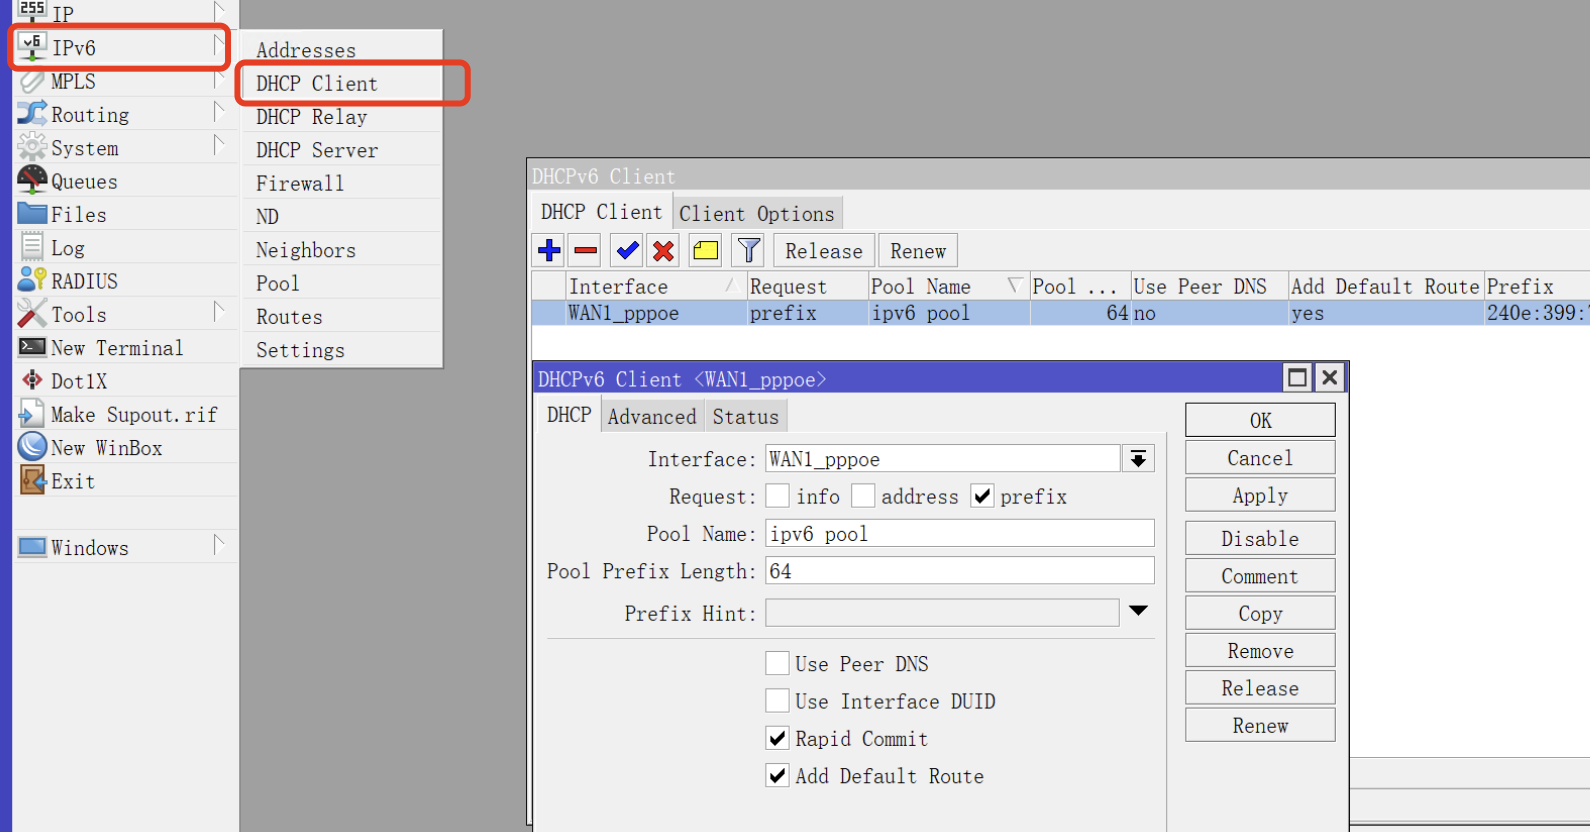 255 IP
v6 IPv6
MPLS
Routing
System
Queues
Files
Log
RADIUS
Tools
New Terminal
Dot1X
Make Supout.rif
New WinBox
Exit
Windows
Addresses
DHCP Client
DHCP Relay
DHCP Server
Firewall
ND
Neighbors
Pool
Routes
Settings
DHCPv6 Client
DHCP Client Client Options
Release Renew
Interface Request Pool Name Pool ... Use Peer DNS Add Default Route Prefix
WAN1_pppoe prefix ipv6 pool 64 no yes 240e:399:
DHCPv6 Client <WAN1_pppoe>
DHCP Advanced Status
Interface: WAN1_pppoe
Request: info address prefix
Pool Name: ipv6 pool
Pool Prefix Length: 64
Prefix Hint:
Use Peer DNS
Use Interface DUID
Rapid Commit
Add Default Route
OK
Cancel
Apply
Disable
Comment
Copy
Remove
Release
Renew